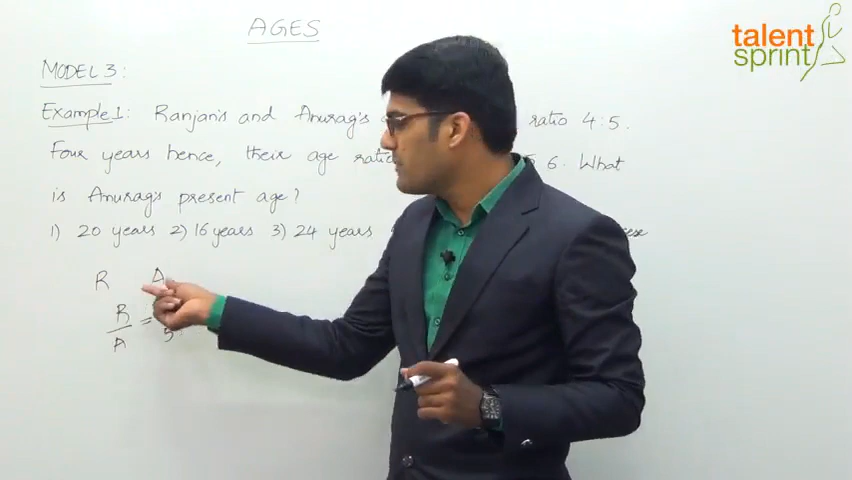 AGES
talent
sprint
MODEL 3:
Example 1: Ranjan's and Anurag's ratio 4:5.
Four years hence, their age 6. What
is Anurag's present age?
1) 20 years 2) 16 years 3) 24 years
R A
R =
A 5